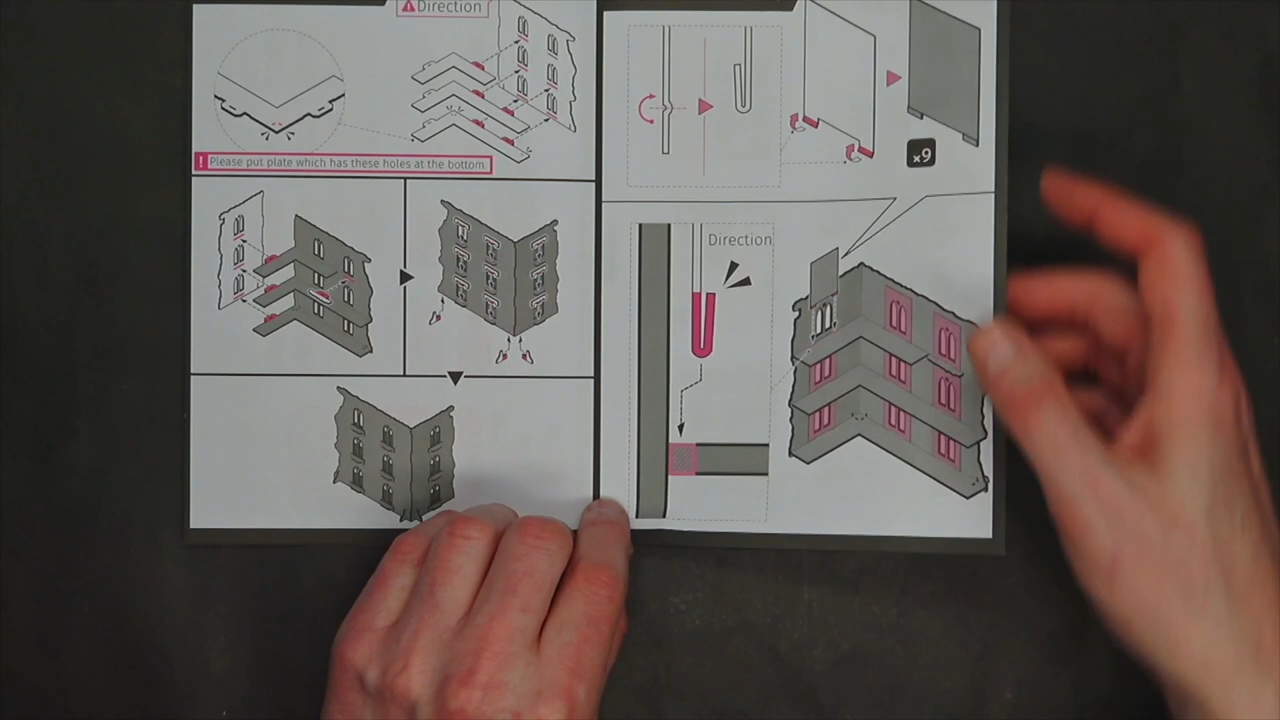 Direction
! Please put plate which has these holes at the bottom.
x9
Direction